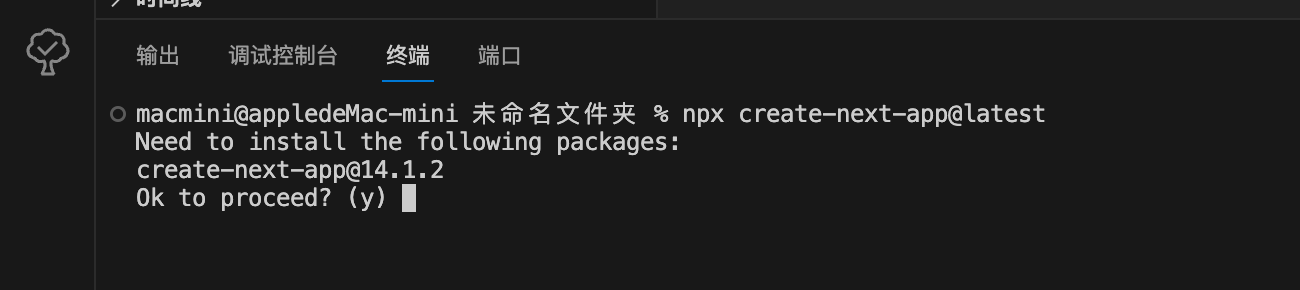 时间线
输出 调试控制台 终端 端口
macmini@appledeMac-mini 未命名文件夹 % npx create-next-app@latest
Need to install the following packages:
create-next-app@14.1.2
Ok to proceed? (y)